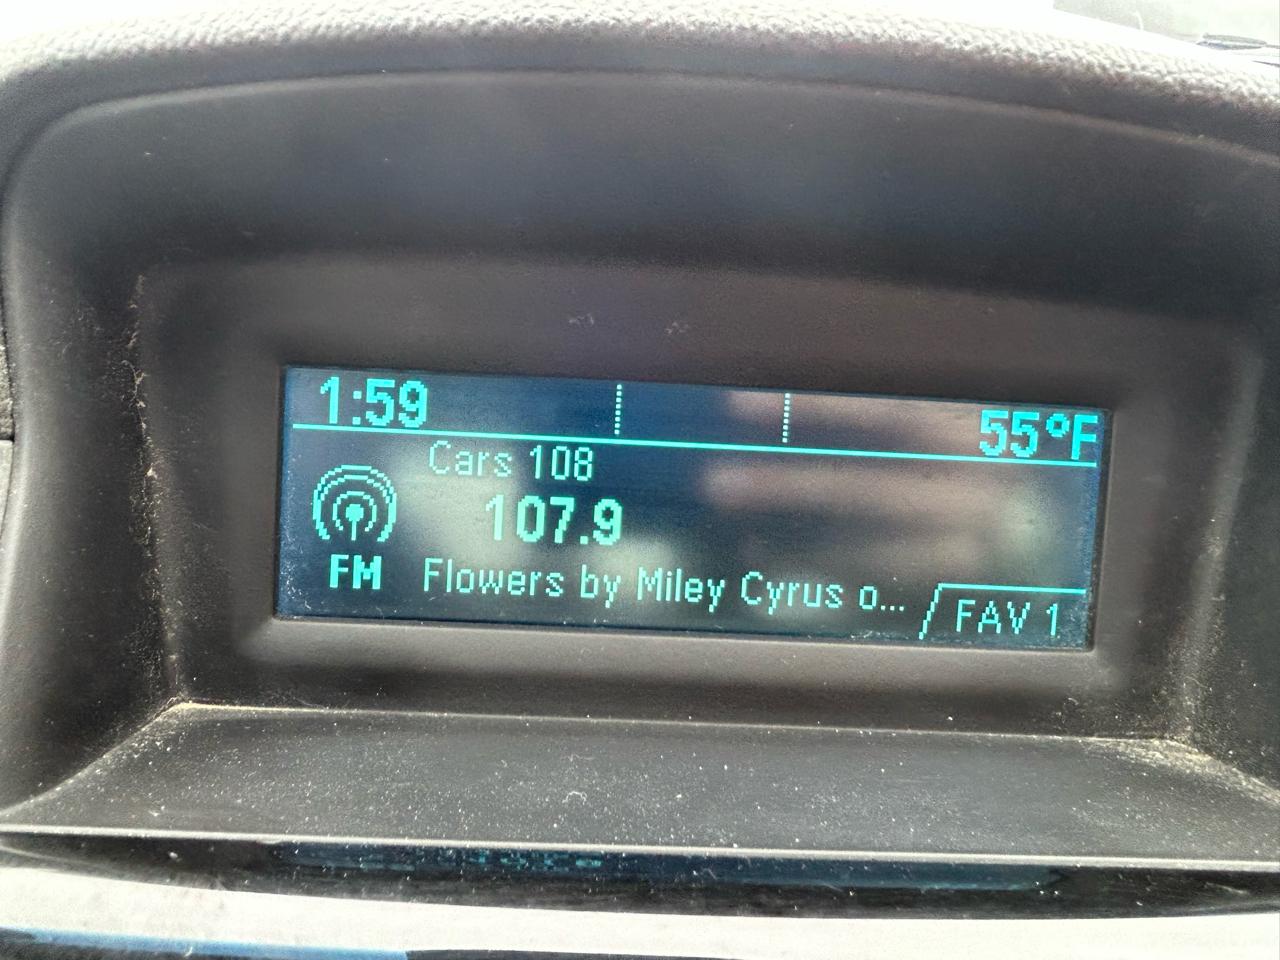 1:59 55°F
Cars 108
107.9
FM Flowers by Miley Cyrus o...
FAV 1